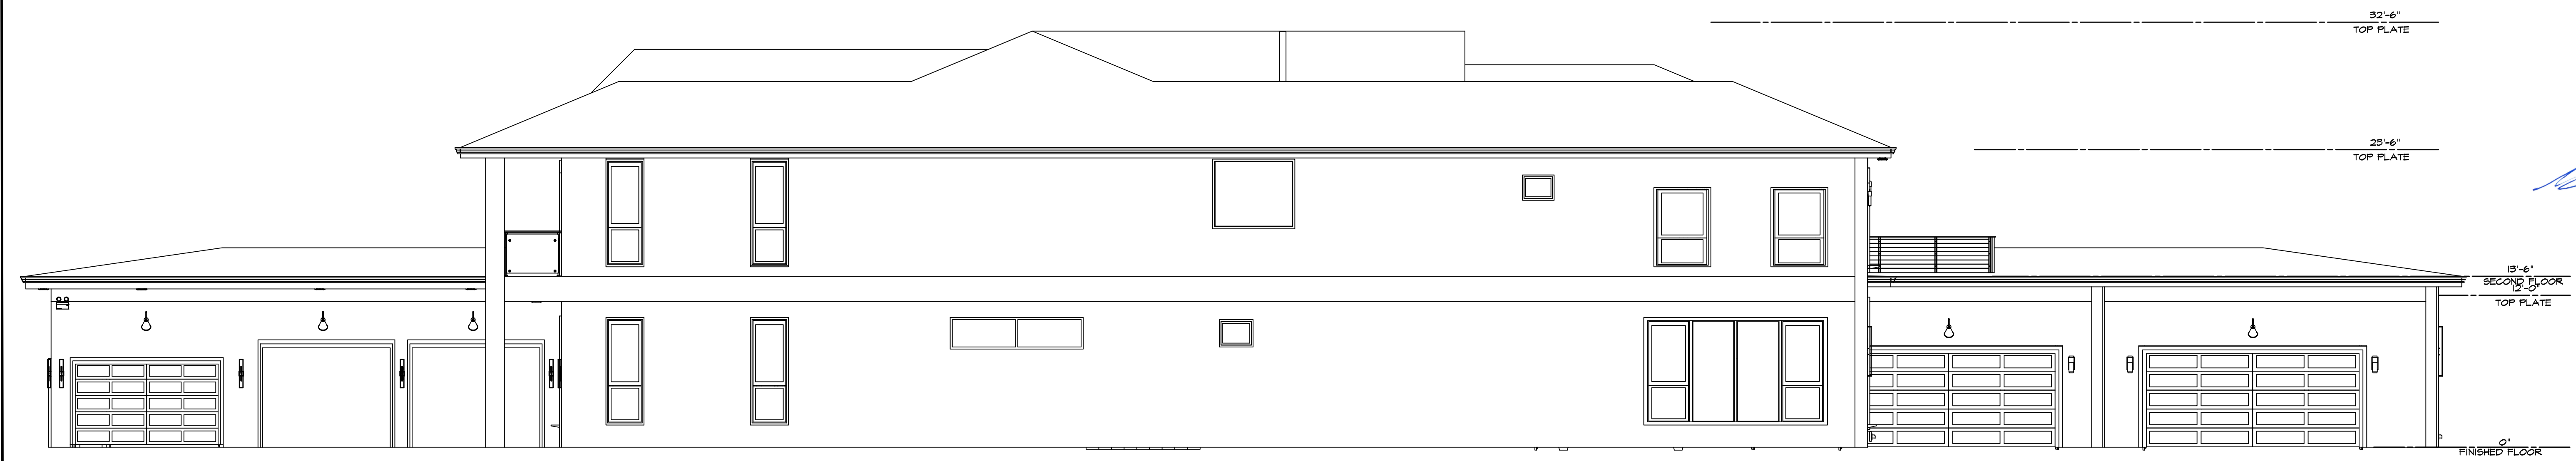 32'-6"
TOP PLATE
23'-6"
TOP PLATE
13'-6"
SECOND FLOOR
12'-0"
TOP PLATE
0"
FINISHED FLOOR